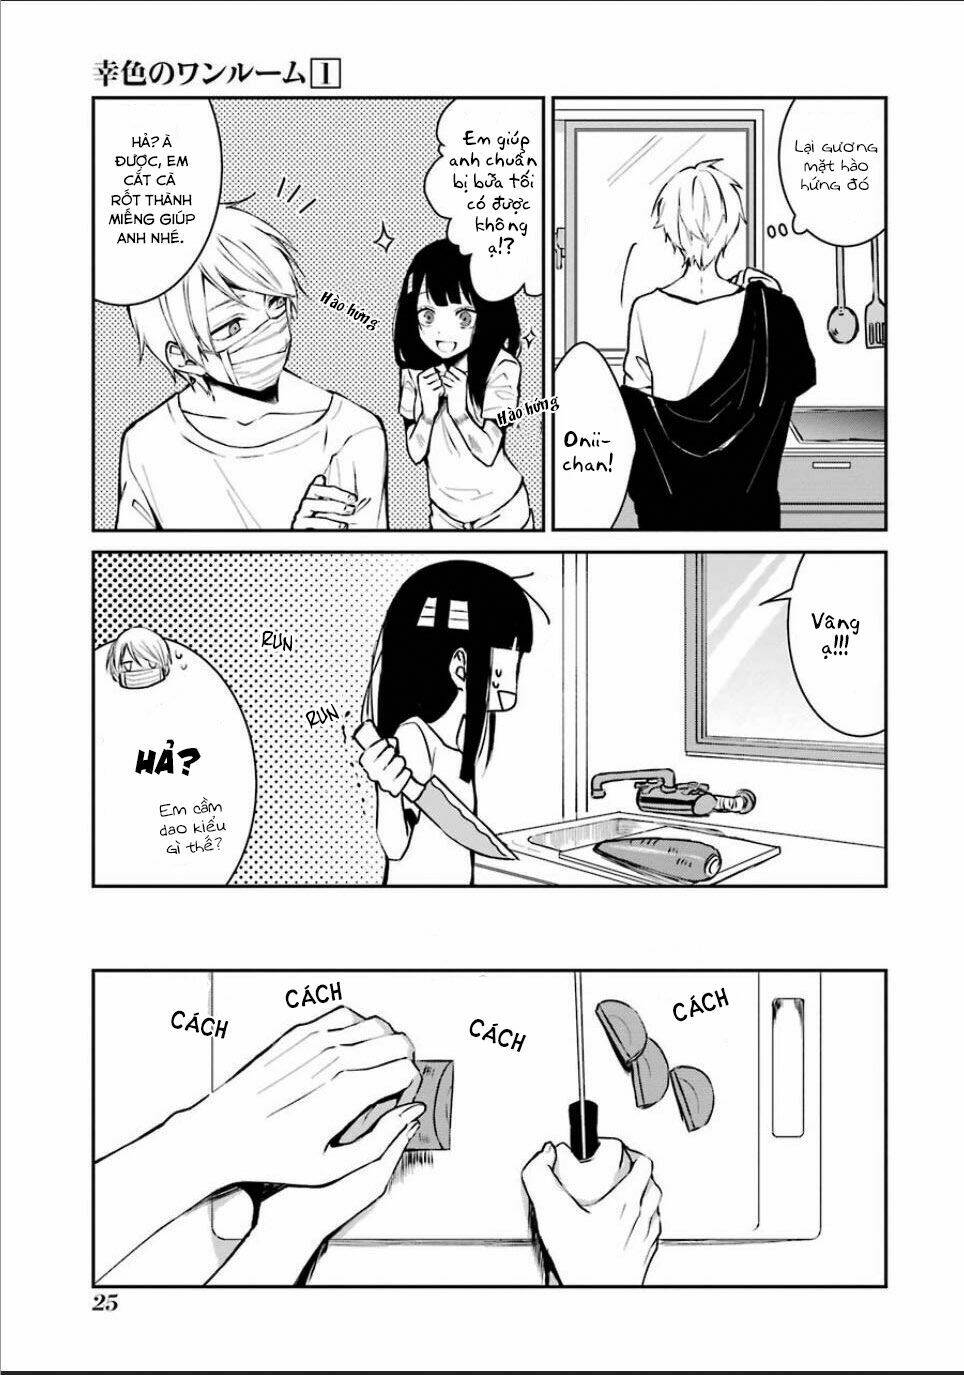 幸色のワンルーム1
Lại gương
mặt hào
hứng đó
Onii-
chan!
Em giúp
anh chuẩn
bị bữa tối
có được
không
ạ!?
Hào hứng
Hào hứng
HẢ? À
ĐƯỢC, EM
CẮT CÀ
RỐT THÀNH
MIẾNG GIÚP
ANH NHÉ.
Vâng
ạ!!!
RUN
RUN
HẢ?
Em cầm
dao kiểu
gì thế?
CÁCH
CÁCH
CÁCH
CÁCH
25